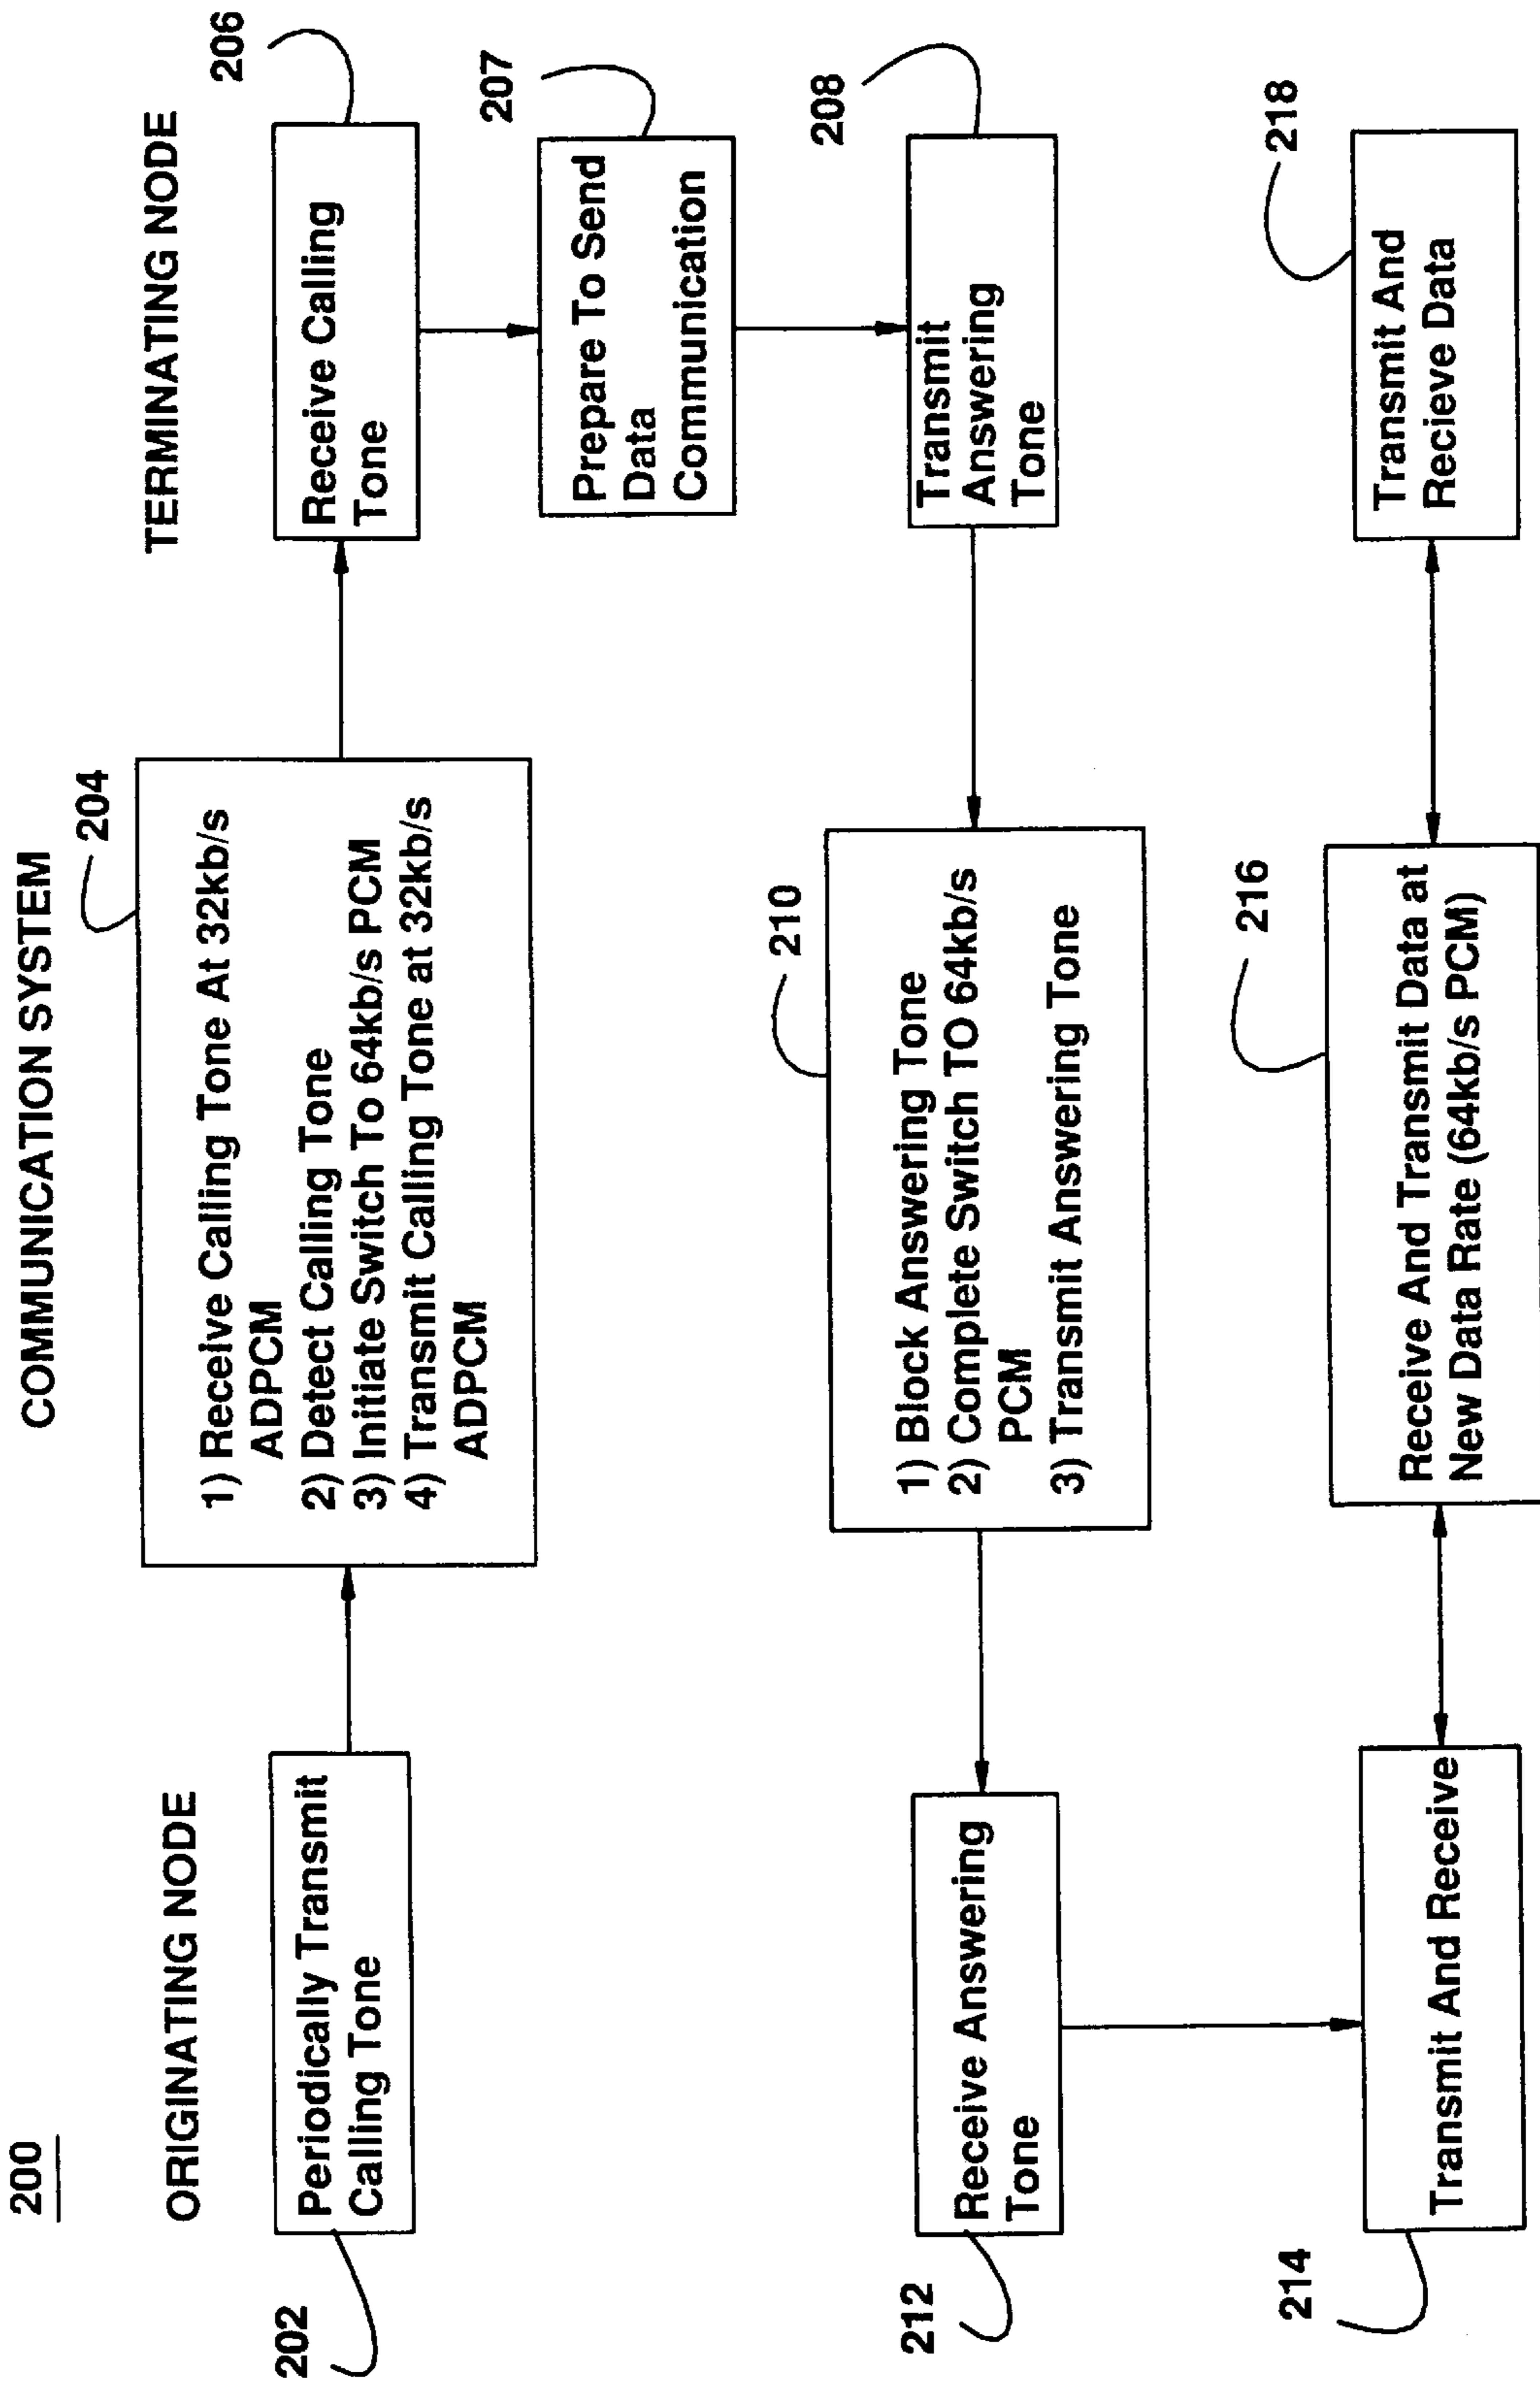 200
ORIGINATING NODE
COMMUNICATION SYSTEM
TERMINATING NODE
202
Periodically Transmit
Calling Tone
204
1) Receive Calling Tone At 32kb/s
ADPCM
2) Detect Calling Tone
3) Initiate Switch To 64kb/s PCM
4) Transmit Calling Tone at 32kb/s
ADPCM
206
Receive Calling
Tone
207
Prepare To Send
Data
Communication
208
Transmit
Answering
Tone
210
1) Block Answering Tone
2) Complete Switch TO 64kb/s
PCM
3) Transmit Answering Tone
212
Receive Answering
Tone
214
Transmit And Receive
216
Receive And Transmit Data at
New Data Rate (64kb/s PCM)
218
Transmit And
Recieve Data